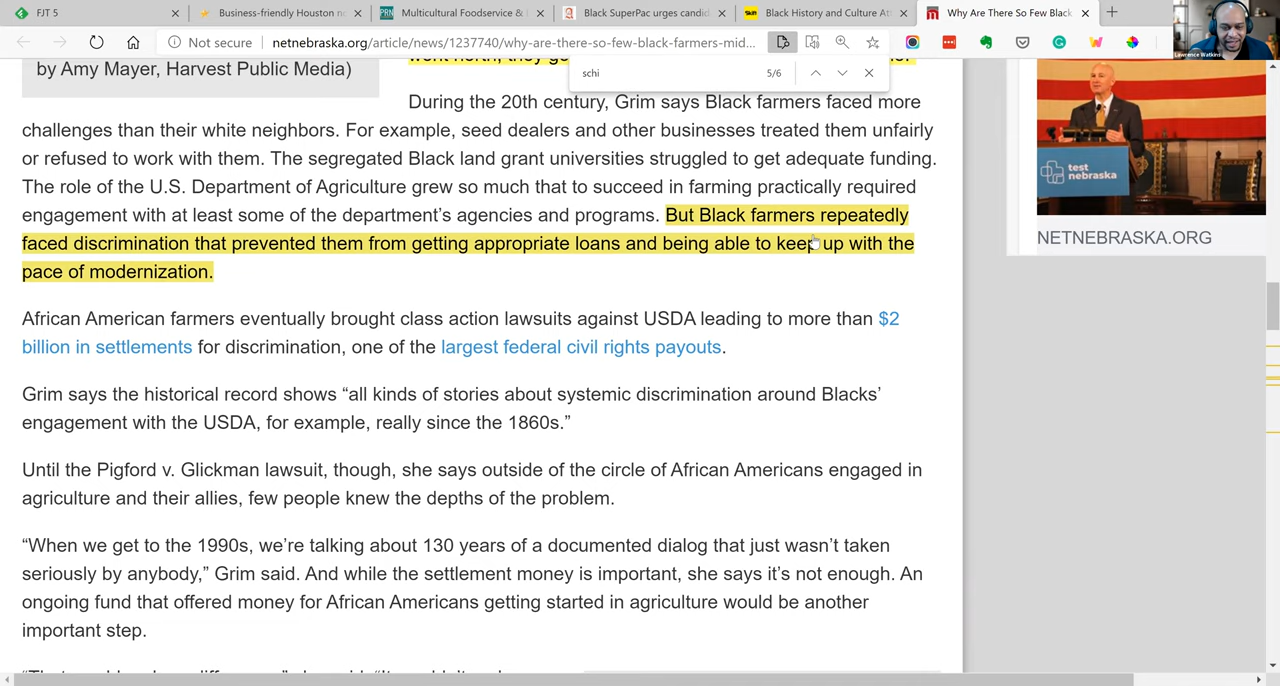 FJT 5
Business-friendly Houston n
Multicultural Foodservice &
Black SuperPac urges candid
Black History and Culture At
Why Are There So Few Black
Not secure
netnebraska.org/article/news/1237740/why-are-there-so-few-black-farmers-mid...
Lawrence Watkins
schi
5/6
by Amy Mayer, Harvest Public Media)
went north, they
During the 20th century, Grim says Black farmers faced more
challenges than their white neighbors. For example, seed dealers and other businesses treated them unfairly
or refused to work with them. The segregated Black land grant universities struggled to get adequate funding.
The role of the U.S. Department of Agriculture grew so much that to succeed in farming practically required
engagement with at least some of the department's agencies and programs. But Black farmers repeatedly
faced discrimination that prevented them from getting appropriate loans and being able to keep up with the
pace of modernization.
African American farmers eventually brought class action lawsuits against USDA leading to more than $2
billion in settlements for discrimination, one of the largest federal civil rights payouts.
Grim says the historical record shows “all kinds of stories about systemic discrimination around Blacks’
engagement with the USDA, for example, really since the 1860s.”
Until the Pigford v. Glickman lawsuit, though, she says outside of the circle of African Americans engaged in
agriculture and their allies, few people knew the depths of the problem.
“When we get to the 1990s, we’re talking about 130 years of a documented dialog that just wasn’t taken
seriously by anybody,” Grim said. And while the settlement money is important, she says it’s not enough. An
ongoing fund that offered money for African Americans getting started in agriculture would be another
important step.
test
nebraska
NETNEBRASKA.ORG